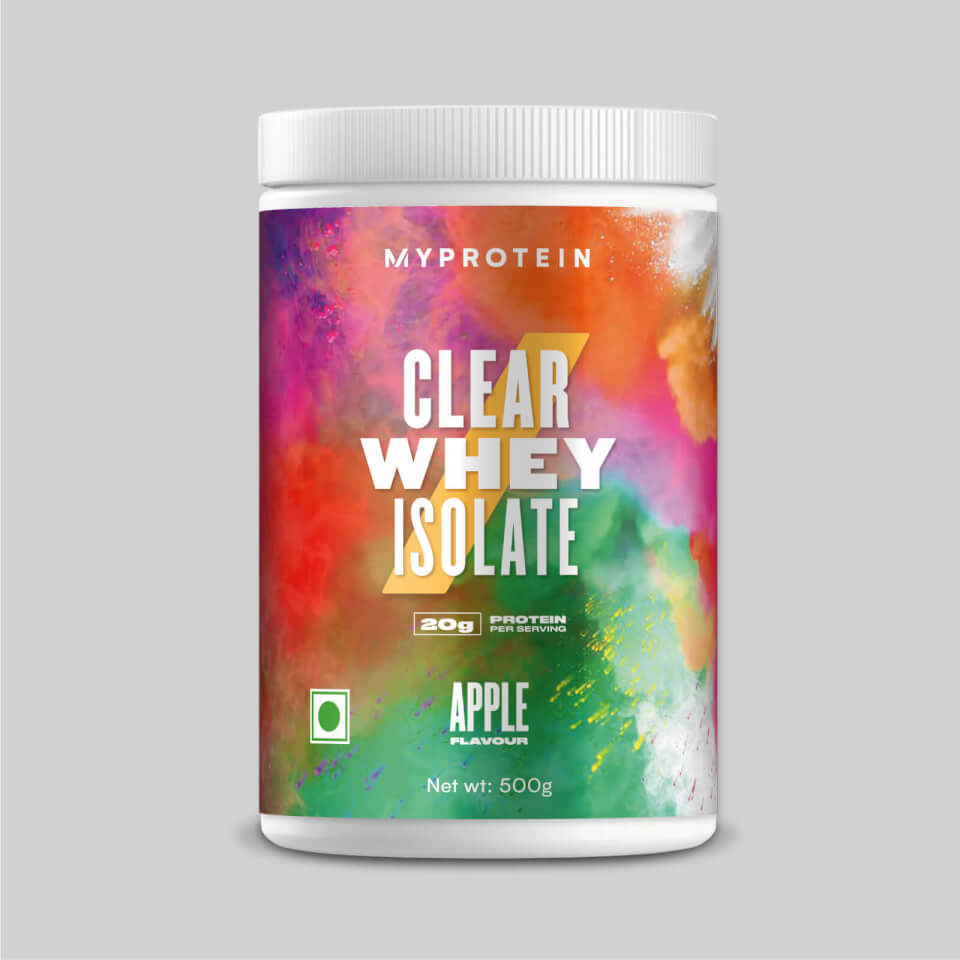 MYPROTEIN
CLEAR
WHEY
ISOLATE
20g PROTEIN
PER SERVING
APPLE
FLAVOUR
Net wt: 500g